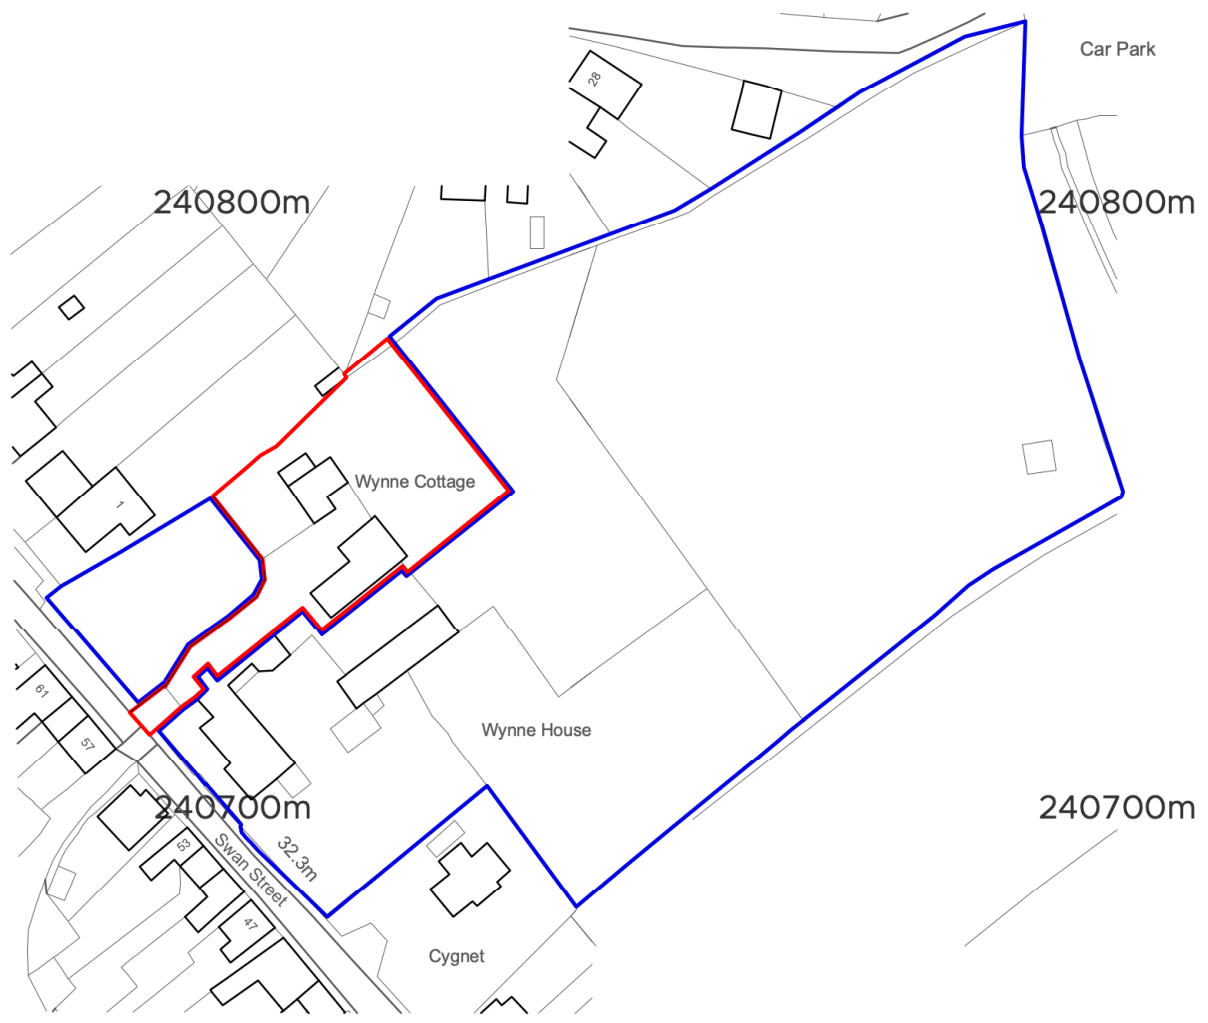 Car Park
28
240800m
240800m
Wynne Cottage
1
61
57
Wynne House
240700m
240700m
53
Swan Street
32.3m
47
Cygnet